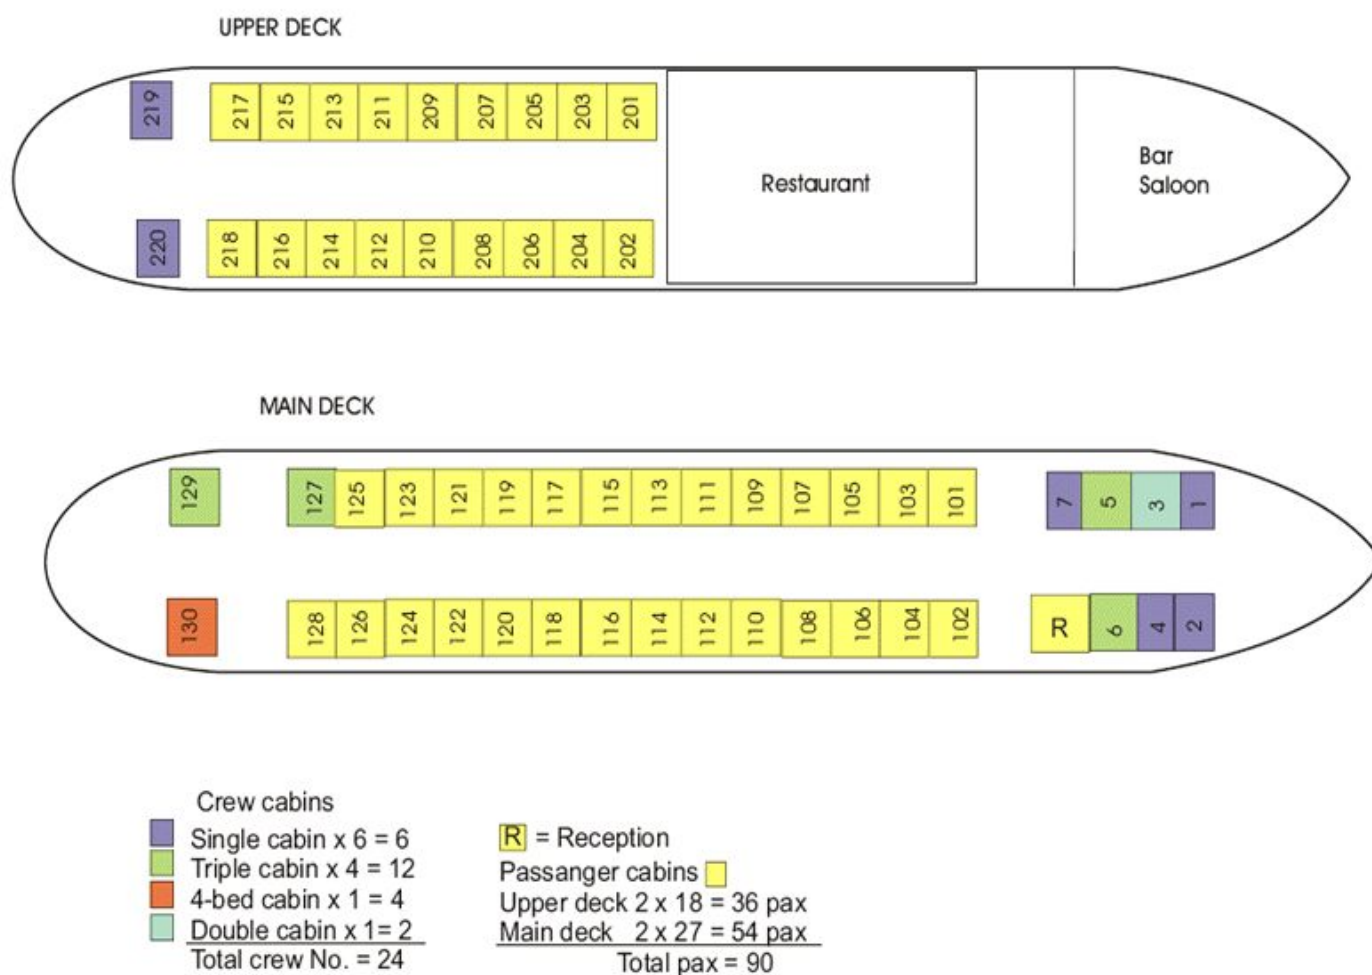 UPPER DECK
219 217 215 213 211 209 207 205 203 201
Restaurant
Bar
Saloon
220 218 216 214 212 210 208 206 204 202
MAIN DECK
129 127 125 123 121 119 117 115 113 111 109 107 105 103 101 7 5 3 1
130 128 126 124 122 120 118 116 114 112 110 108 106 104 102 R 6 4 2
Crew cabins
Single cabin x 6 = 6
Triple cabin x 4 = 12
4-bed cabin x 1 = 4
Double cabin x 1= 2
Total crew No. = 24
R = Reception
Passanger cabins
Upper deck 2 x 18 = 36 pax
Main deck 2 x 27 = 54 pax
Total pax = 90